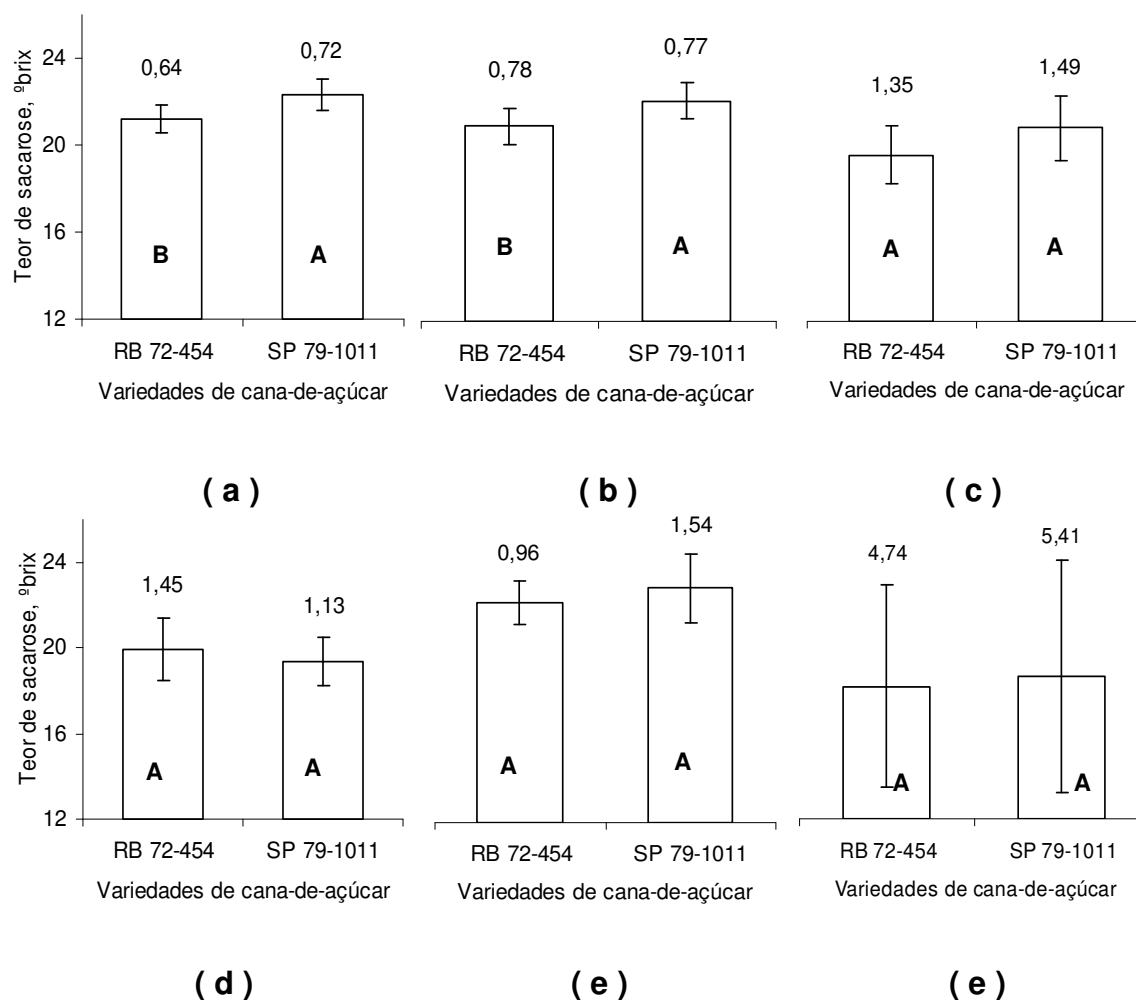 Teor de sacarose, ºbrix
24
20
16
12
0,64
0,72
B
A
RB 72-454 SP 79-1011
Variedades de cana-de-açúcar
( a )
0,78
0,77
B
A
RB 72-454 SP 79-1011
Variedades de cana-de-açúcar
( b )
1,35
1,49
A
A
RB 72-454 SP 79-1011
Variedades de cana-de-açúcar
( c )
Teor de sacarose, ºbrix
24
20
16
12
1,45
1,13
A
A
RB 72-454 SP 79-1011
Variedades de cana-de-açúcar
( d )
0,96
1,54
A
A
RB 72-454 SP 79-1011
Variedades de cana-de-açúcar
( e )
4,74
5,41
A
A
RB 72-454 SP 79-1011
Variedades de cana-de-açúcar
( e )